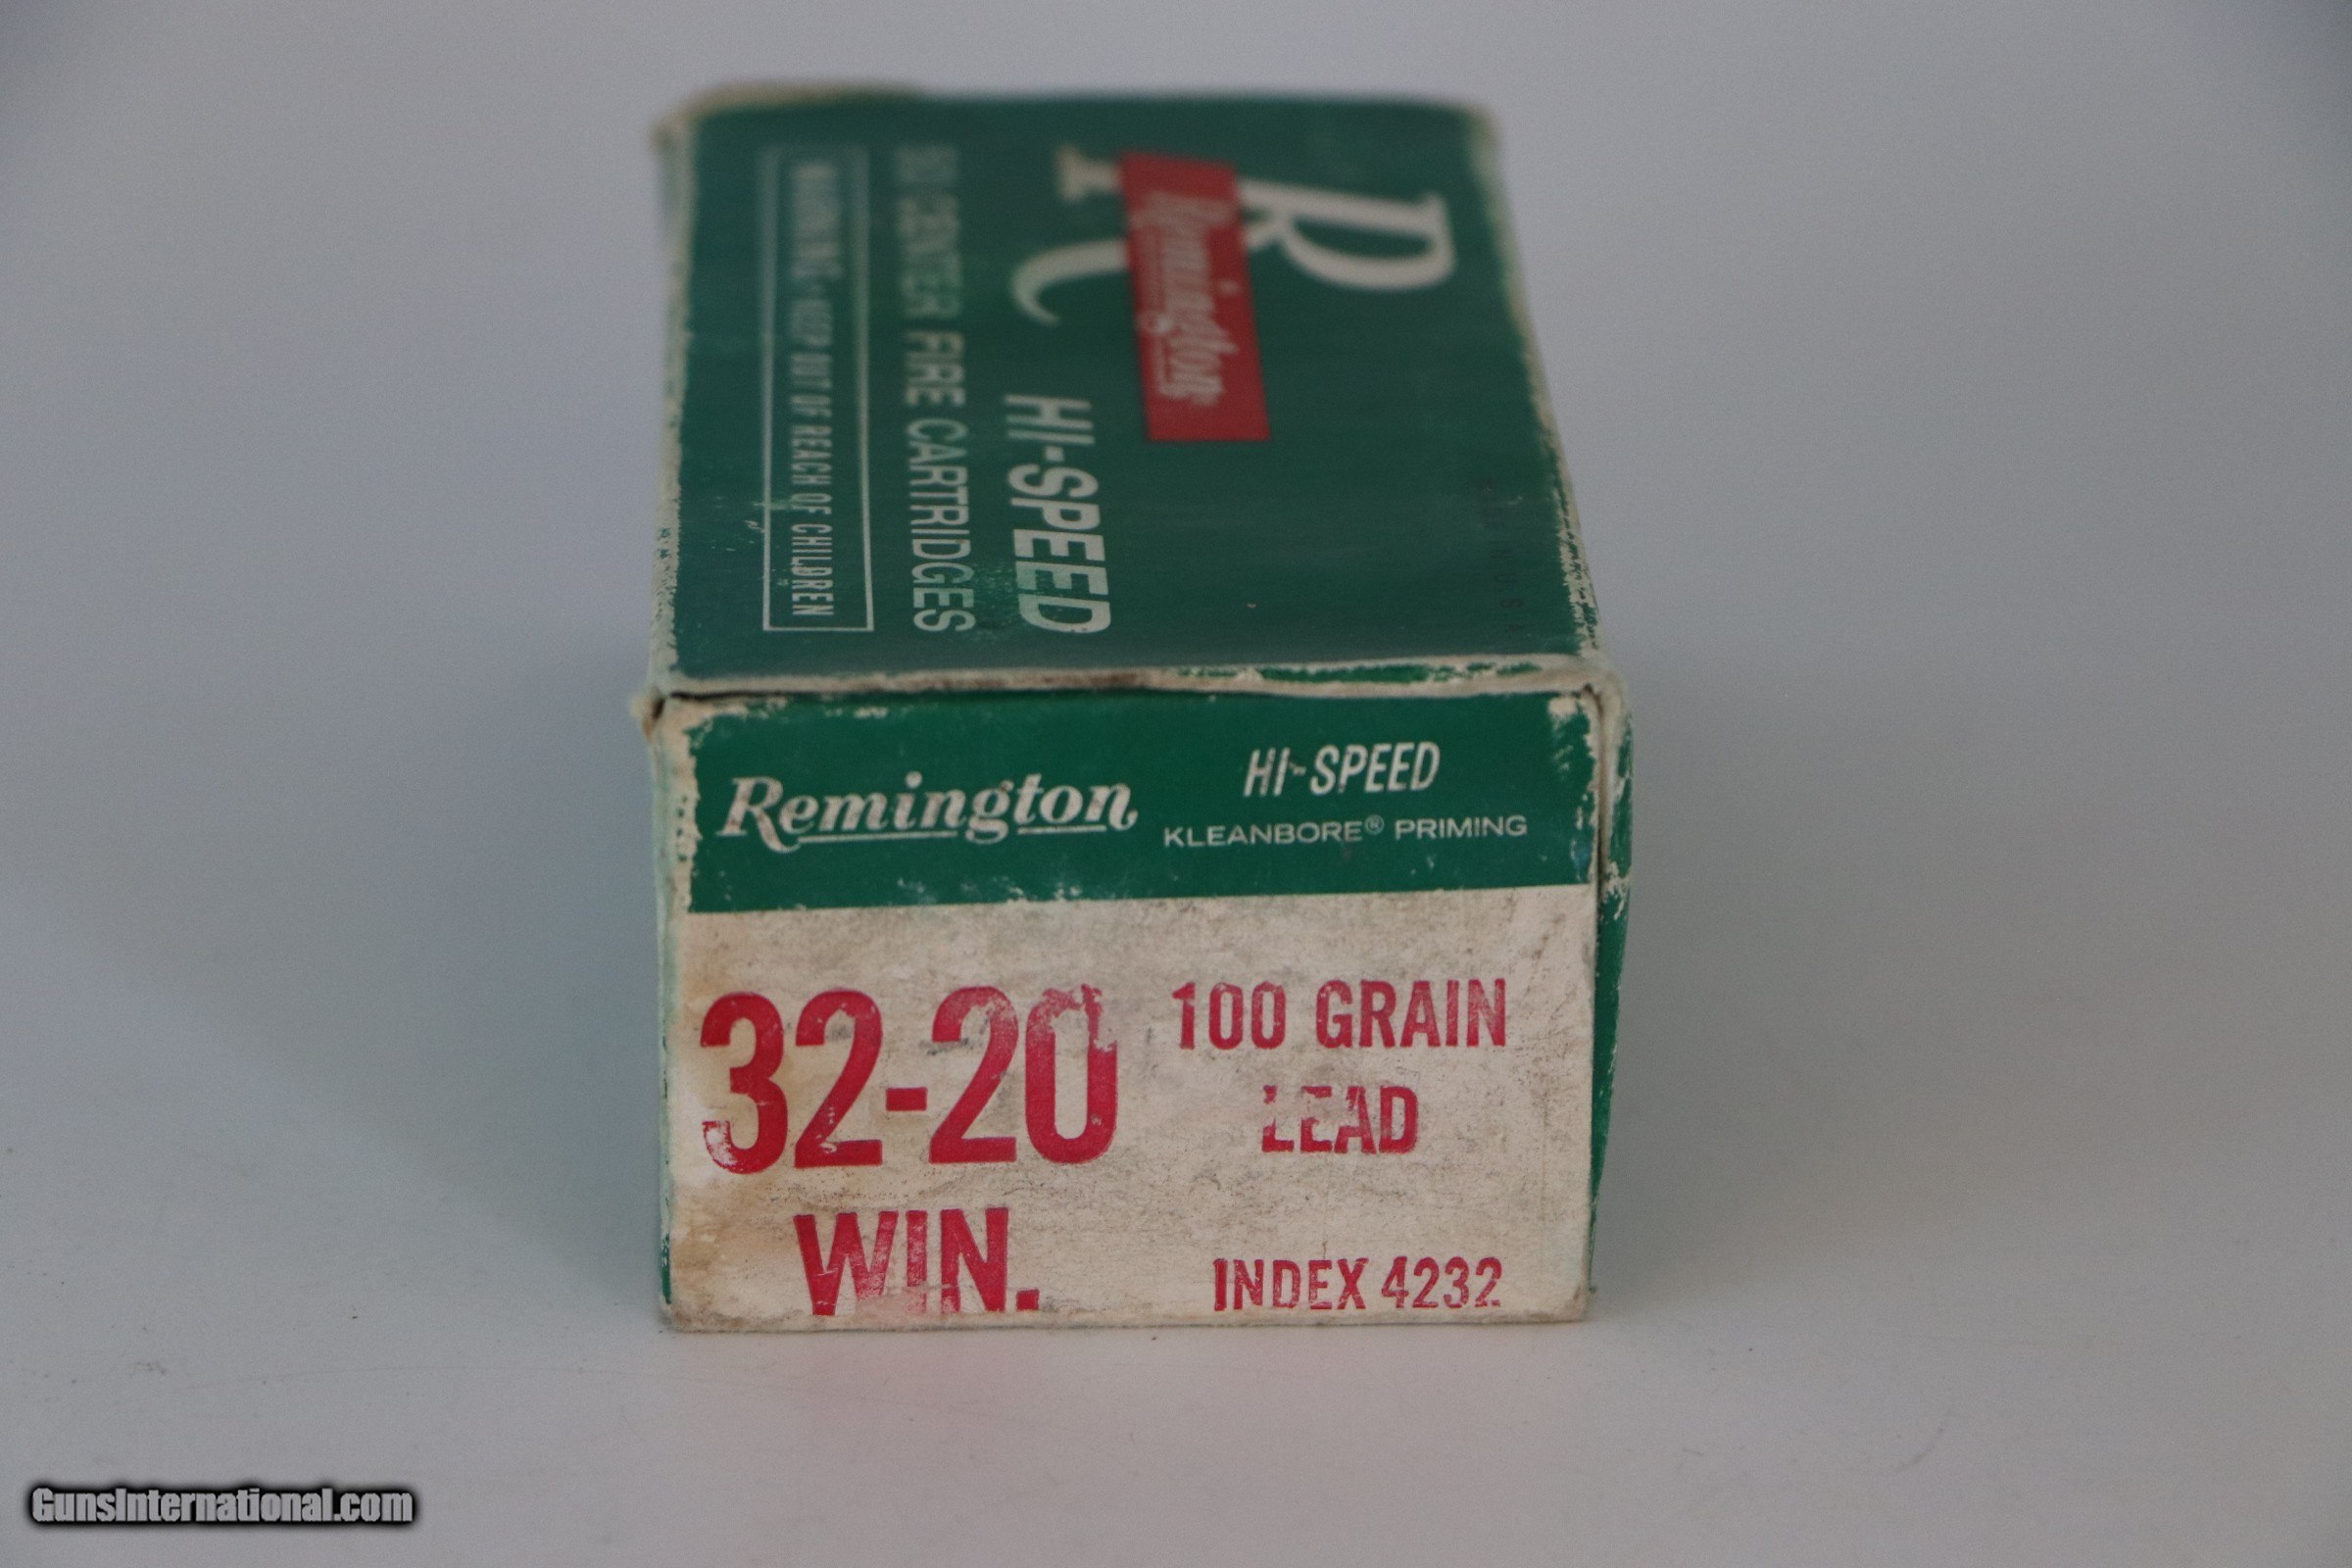 R
Remington
HI-SPEED
50 CENTER FIRE CARTRIDGES
WARNING-KEEP OUT OF REACH OF CHILDREN
Remington
HI-SPEED
KLEANBORE® PRIMING
32-20
WIN.
100 GRAIN
LEAD
INDEX 4232
GunsInternational.com